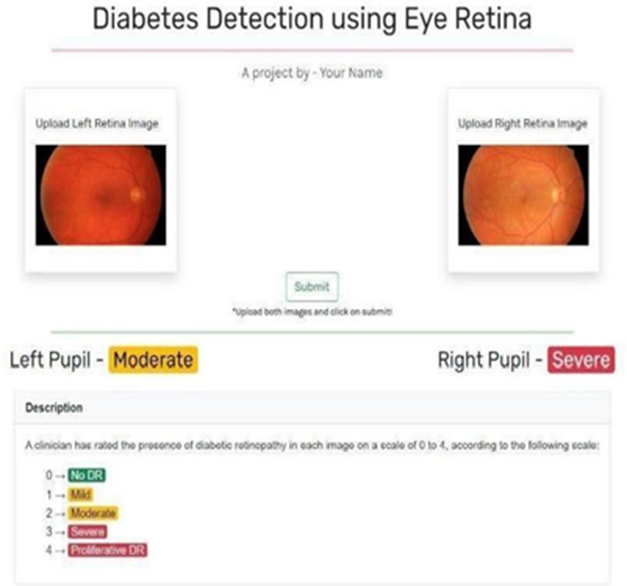 Diabetes Detection using Eye Retina
A project by - Your Name
Upload Left Retina Image
Upload Right Retina Image
Submit
*Upload both images and click on submit!
Left Pupil - Moderate
Right Pupil - Severe
Description
A clinician has rated the presence of diabetic retinopathy in each image on a scale of 0 to 4, according to the following scale:
0 → No DR
1 → Mild
2 → Moderate
3 → Severe
4 → Proliferative DR